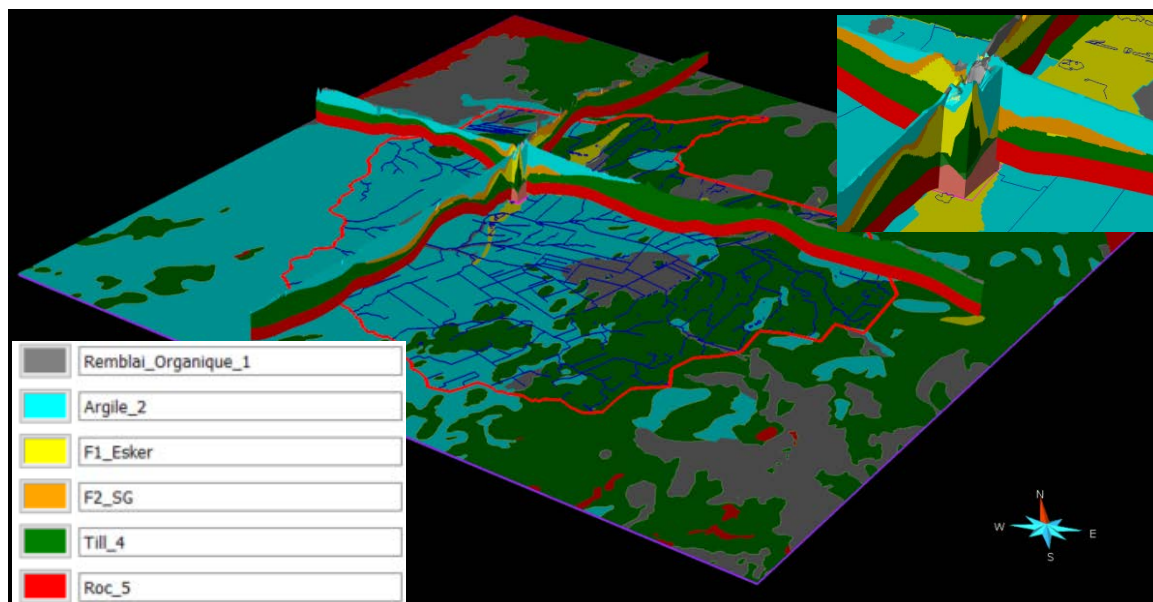 Remblai_Organique_1
Argile_2
F1_Esker
F2_SG
Till_4
Roc_5
N
W E
S